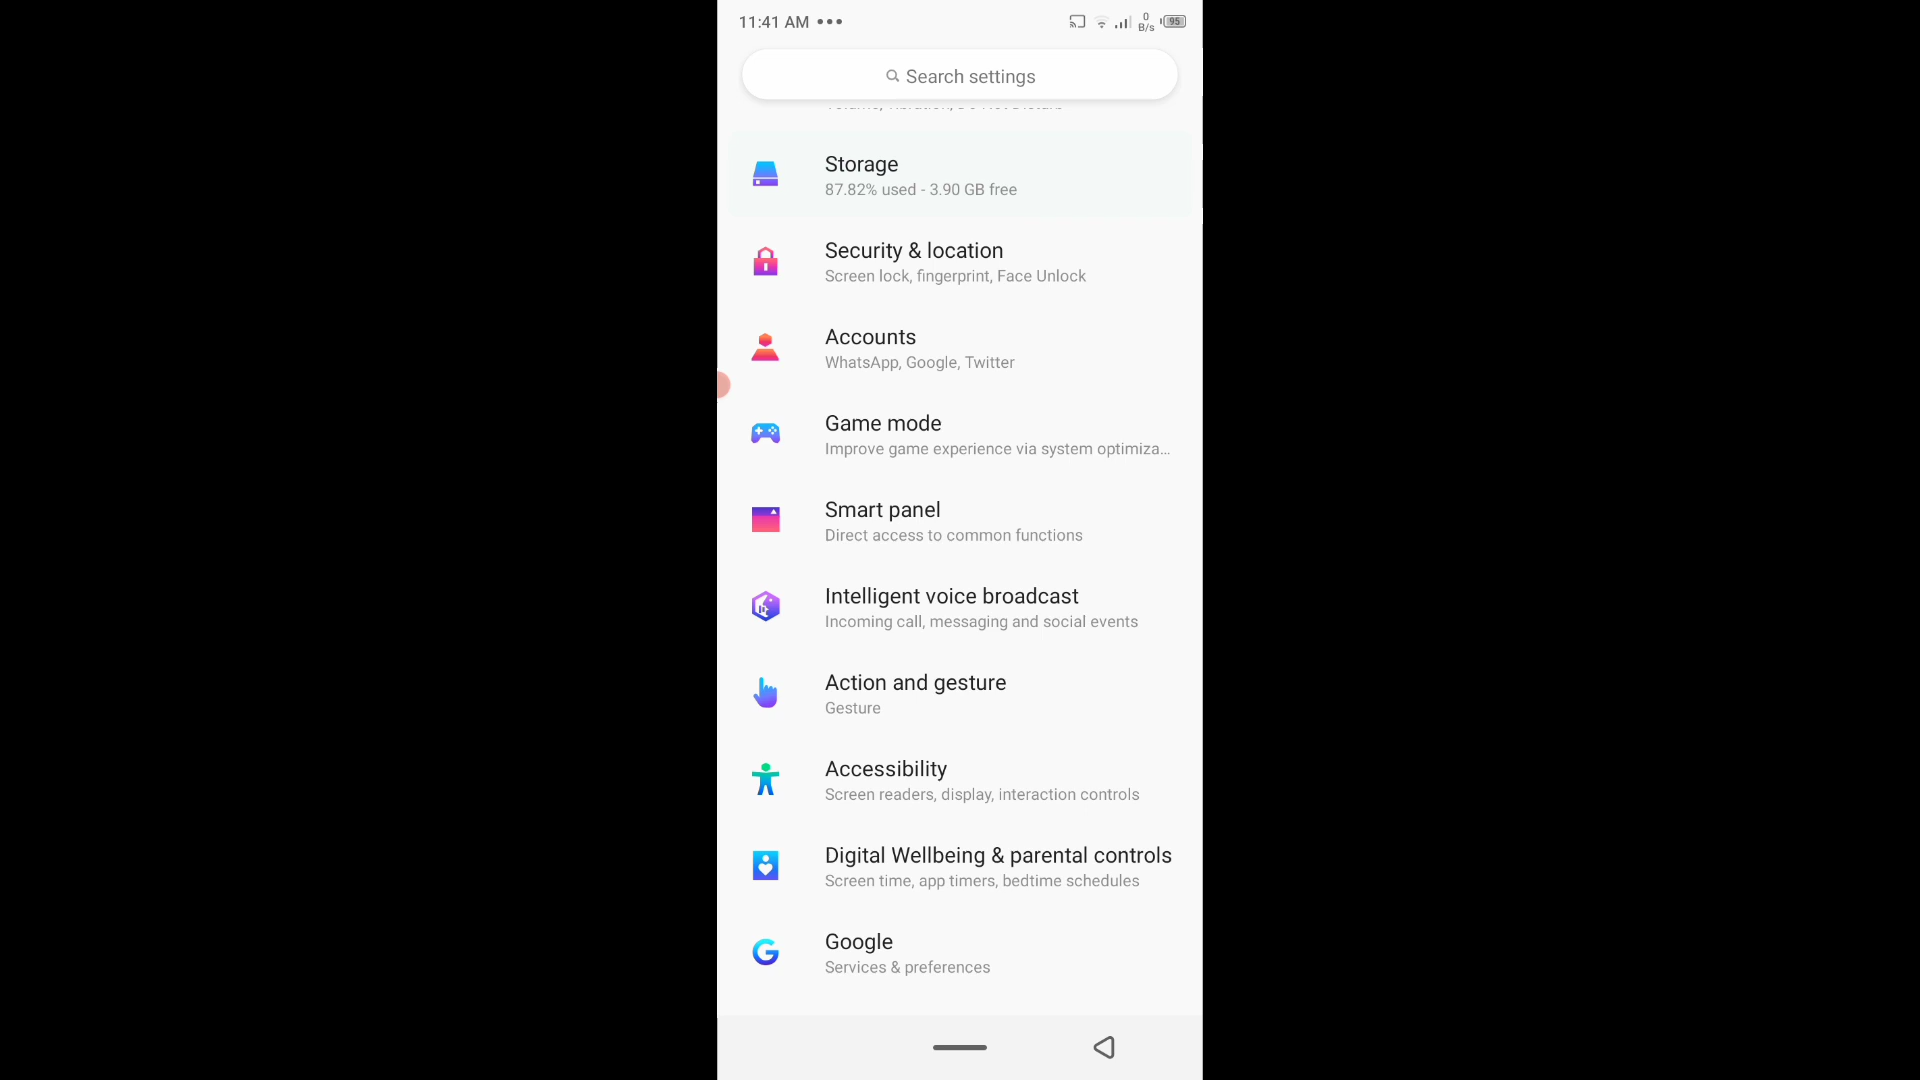 11:41 AM
0
B/s
95
Search settings
Storage
87.82% used - 3.90 GB free
Security & location
Screen lock, fingerprint, Face Unlock
Accounts
WhatsApp, Google, Twitter
Game mode
Improve game experience via system optimiza...
Smart panel
Direct access to common functions
Intelligent voice broadcast
Incoming call, messaging and social events
Action and gesture
Gesture
Accessibility
Screen readers, display, interaction controls
Digital Wellbeing & parental controls
Screen time, app timers, bedtime schedules
Google
Services & preferences